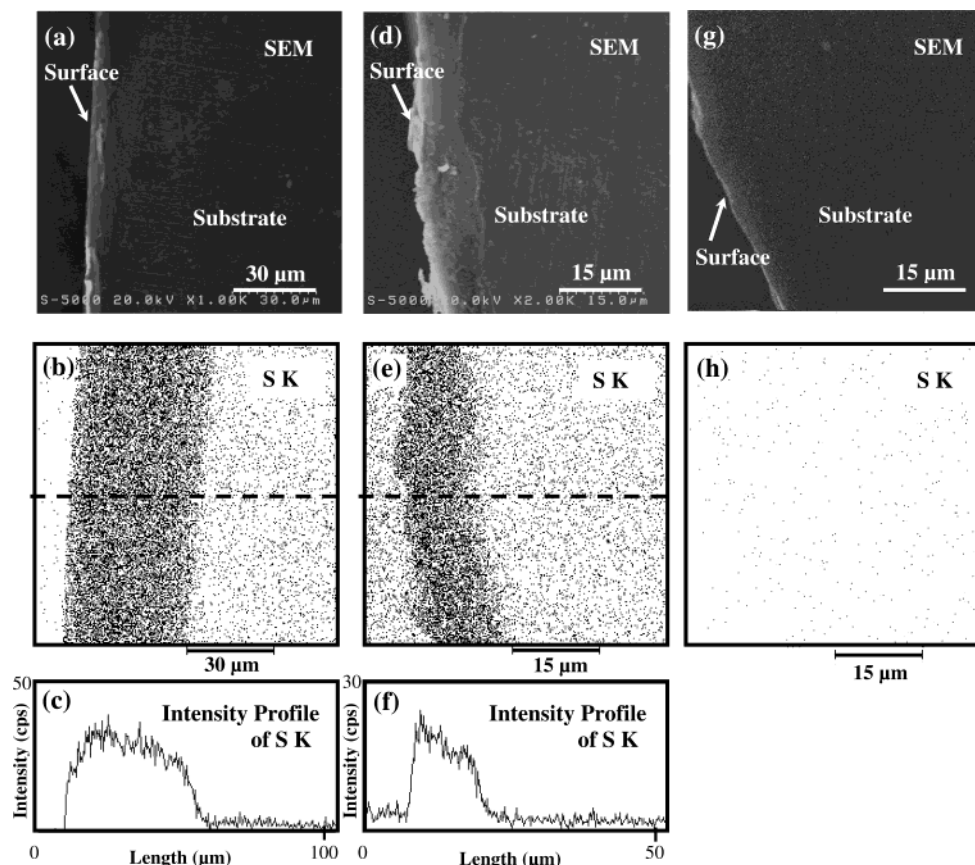 (a)
SEM
Surface
Substrate
30 µm
S-5000 20.0kV X1.00K 30.0µm
(d)
SEM
Surface
Substrate
15 µm
X2.00K 15.0µm
(g)
SEM
Surface
Substrate
15 µm
(b)
S K
30 µm
(e)
S K
15 µm
(h)
S K
15 µm
50
Intensity (cps)
(c)
Intensity Profile
of S K
0
Length (µm)
100
30
Intensity (cps)
(f)
Intensity Profile
of S K
0
Length (µm)
50